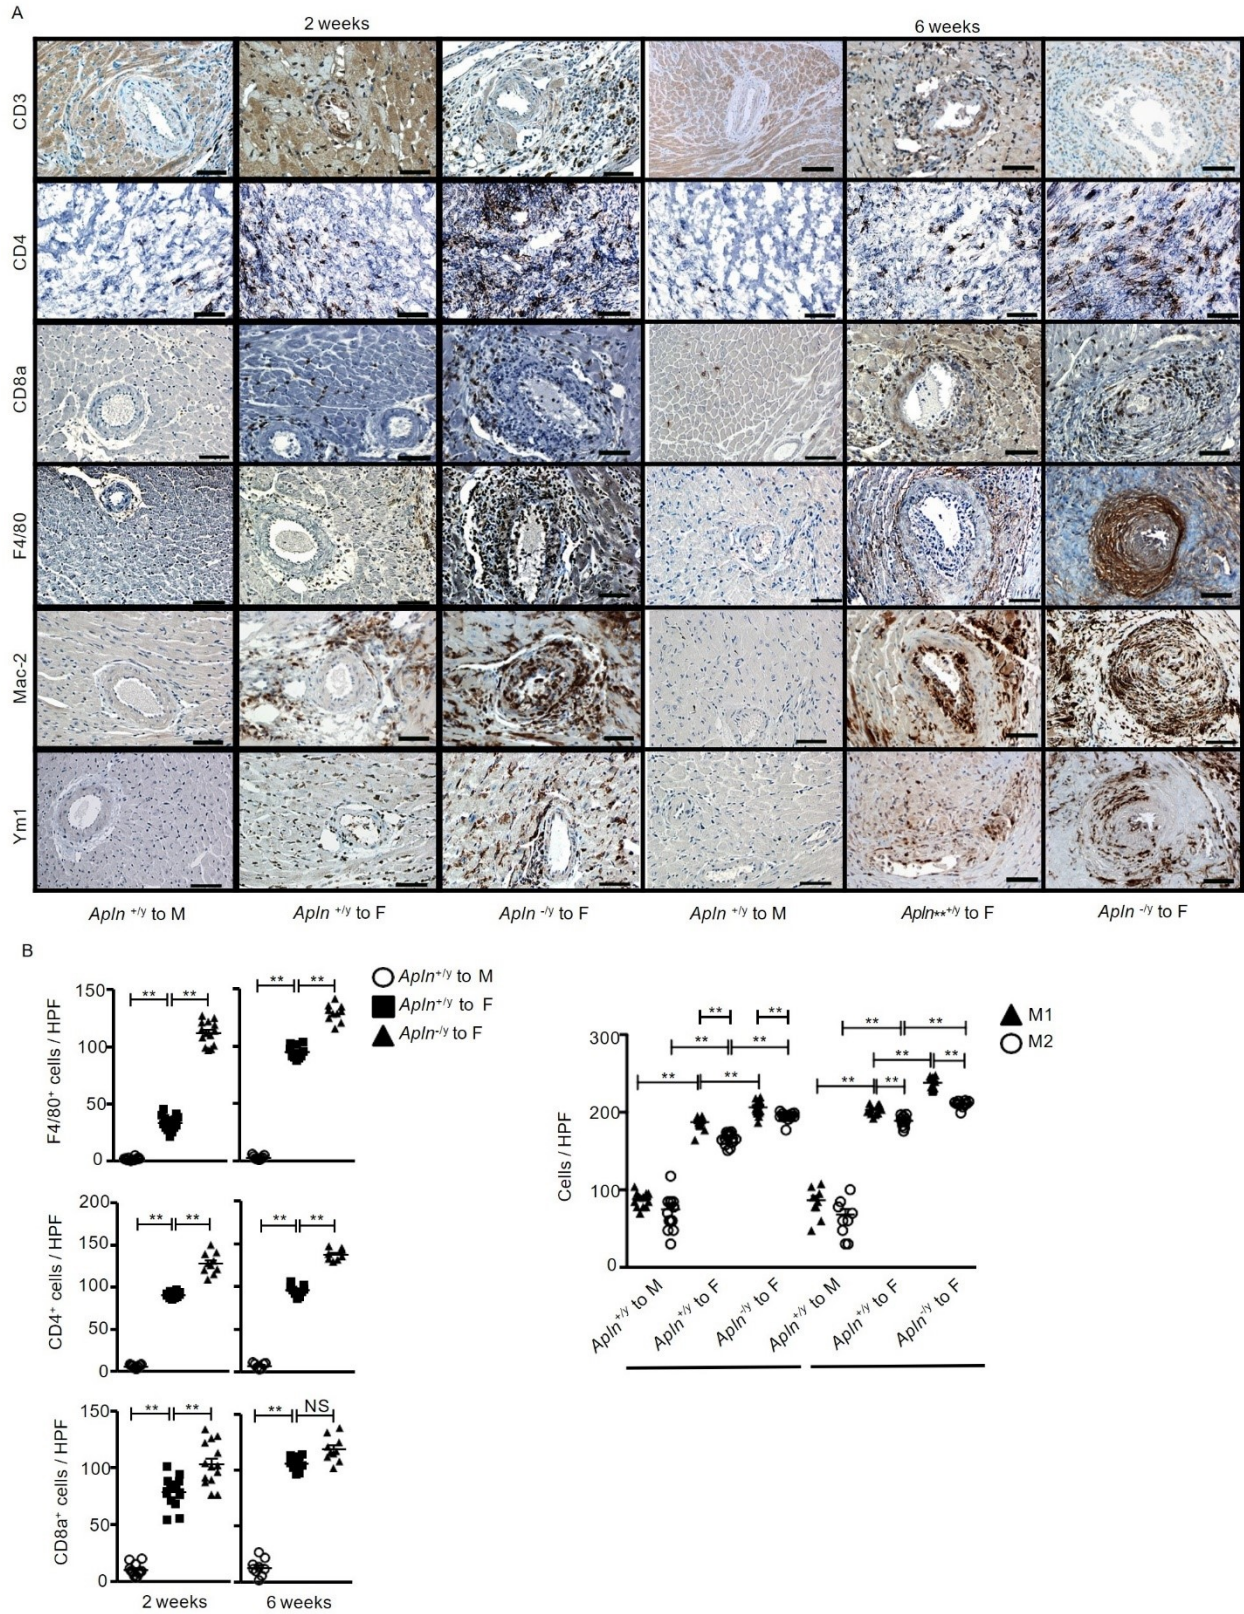 A
2 weeks
6 weeks
CD3
CD4
CD8a
F4/80
Mac-2
Ym1
Apln +/y to M
Apln +/y to F
Apln -/y to F
Apln +/y to M
Apln**+/y to F
Apln -/y to F
B
Apln+/y to M
Apln+/y to F
Apln-/y to F
F4/80+ cells / HPF
150
100
50
0
** **
** **
CD4+ cells / HPF
200
150
100
50
0
** **
** **
CD8a+ cells / HPF
150
100
50
0
** **
** NS
2 weeks
6 weeks
M1
M2
Cells / HPF
300
200
100
0
** **
** **
** **
** **
** **
** ** **
Apln+/y to M
Apln+/y to F
Apln-/y to F
Apln+/y to M
Apln+/y to F
Apln-/y to F